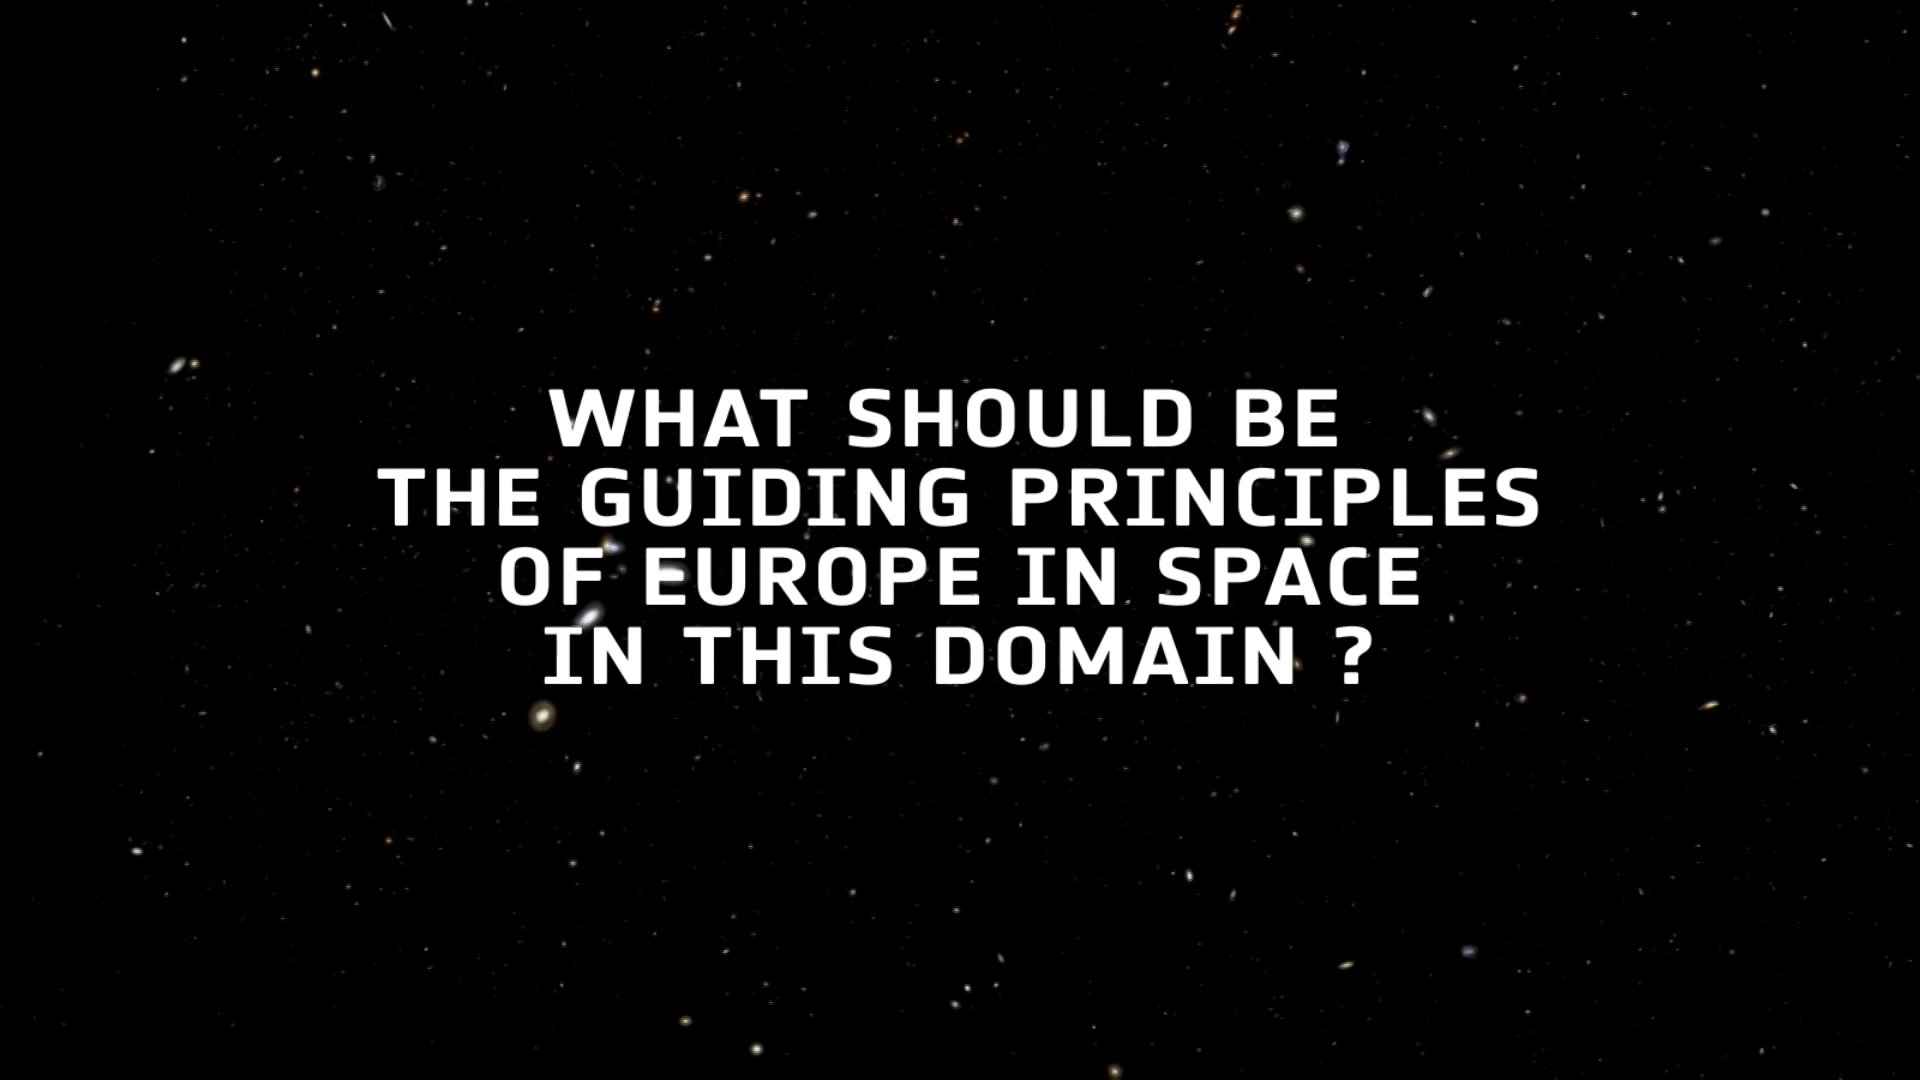 WHAT SHOULD BE
THE GUIDING PRINCIPLES
OF EUROPE IN SPACE
IN THIS DOMAIN ?